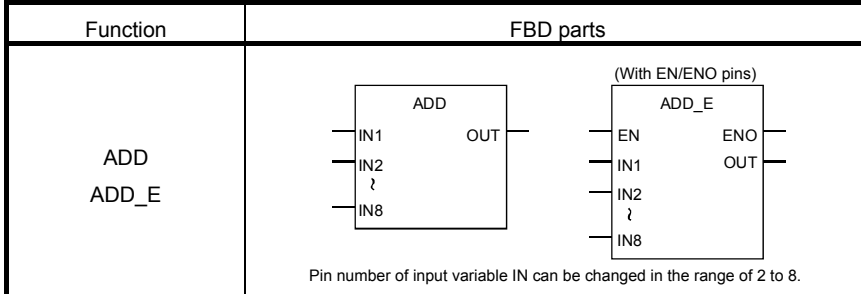 Function FBD parts
(With EN/ENO pins)
ADD
IN1 OUT
IN2
~
IN8
ADD_E
EN ENO
IN1 OUT
IN2
~
IN8
ADD
ADD_E
Pin number of input variable IN can be changed in the range of 2 to 8.